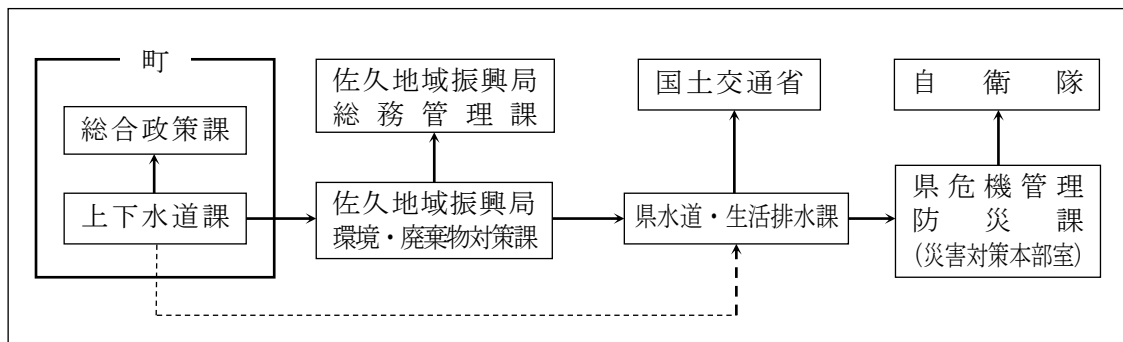 町
総合政策課
上下水道課
佐久地域振興局
総務管理課
佐久地域振興局
環境・廃棄物対策課
国土交通省
県水道・生活排水課
自衛隊
県危機管理
防災課
(災害対策本部室)